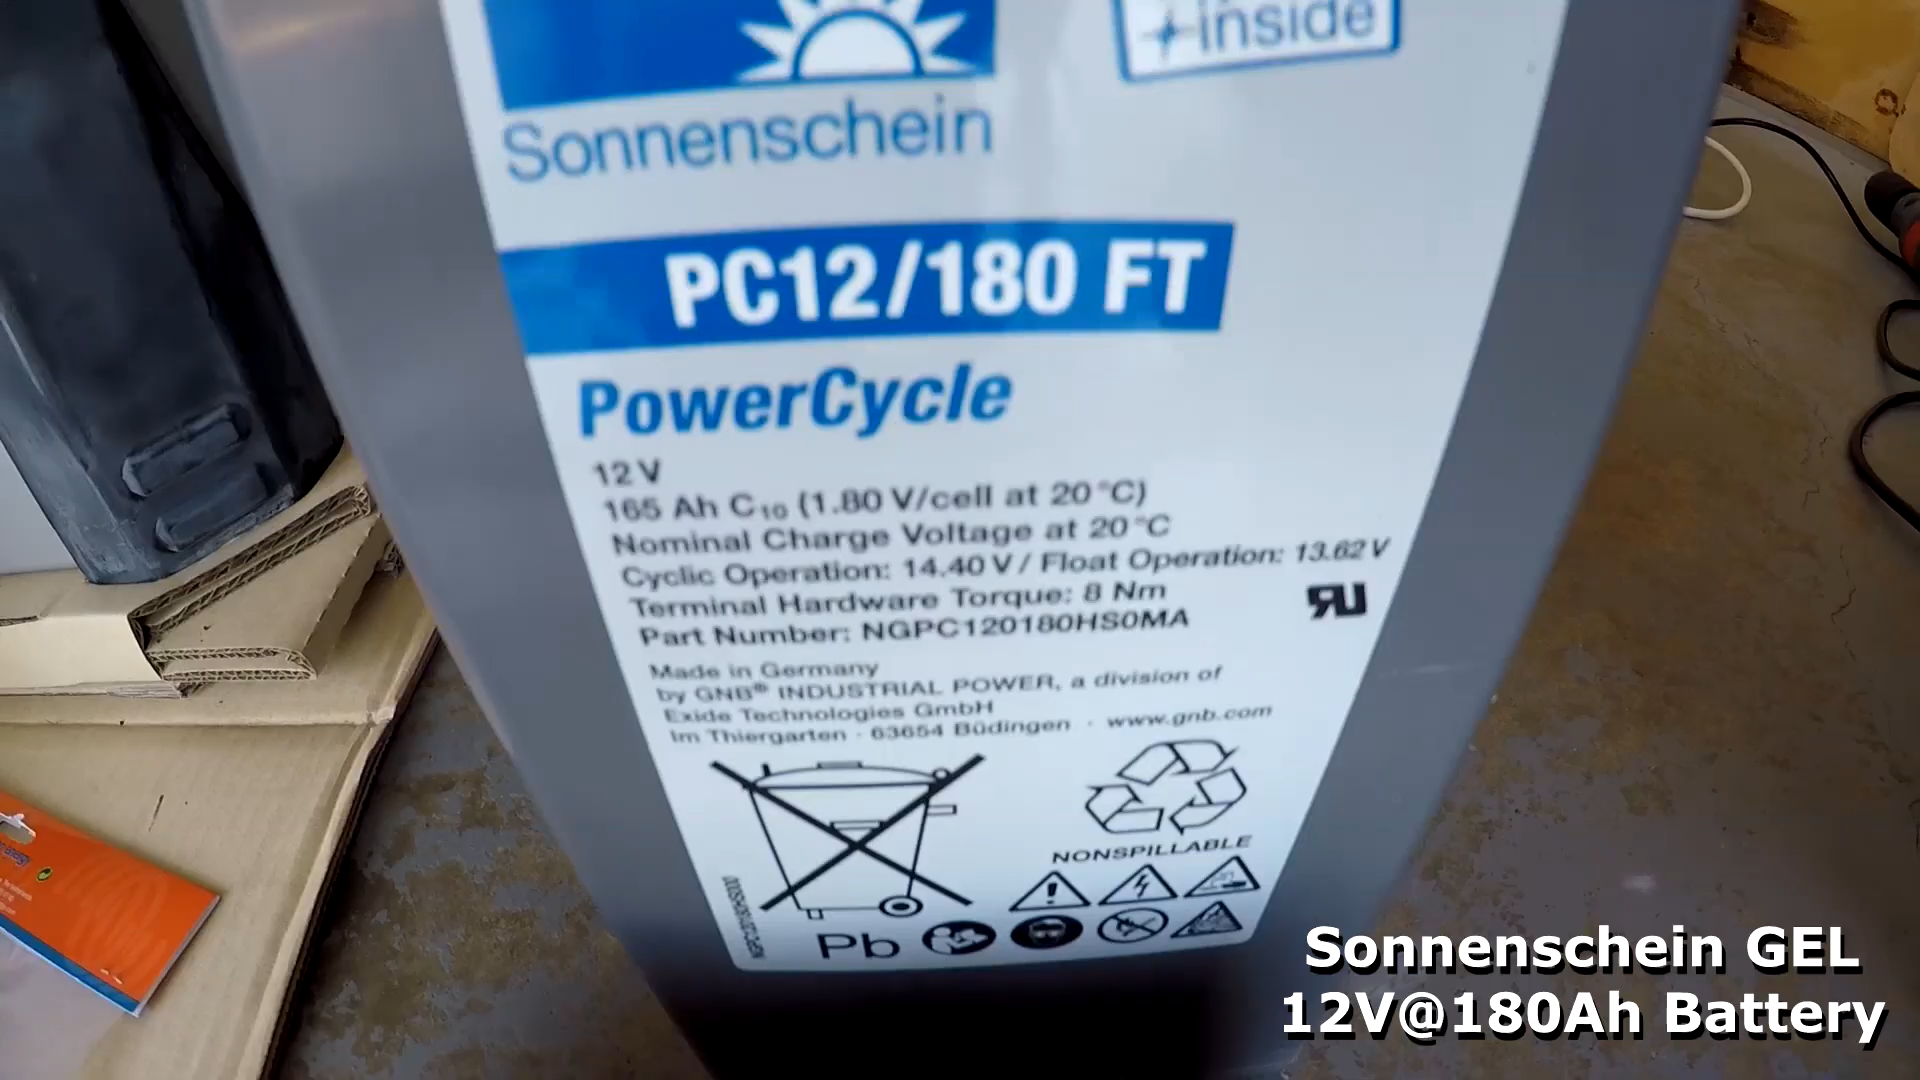 +inside
Sonnenschein
PC12/180 FT
PowerCycle
12 V
165 Ah C₁₀ (1.80 V/cell at 20 °C)
Nominal Charge Voltage at 20 °C
Cyclic Operation: 14.40 V / Float Operation: 13.62 V
Terminal Hardware Torque: 8 Nm
Part Number: NGPC120180HS0MA
Made in Germany
by GNB® INDUSTRIAL POWER, a division of
Exide Technologies GmbH
Im Thiergarten · 63654 Büdingen · www.gnb.com
NONSPILLABLE
Pb
Sonnenschein GEL
12V@180Ah Battery